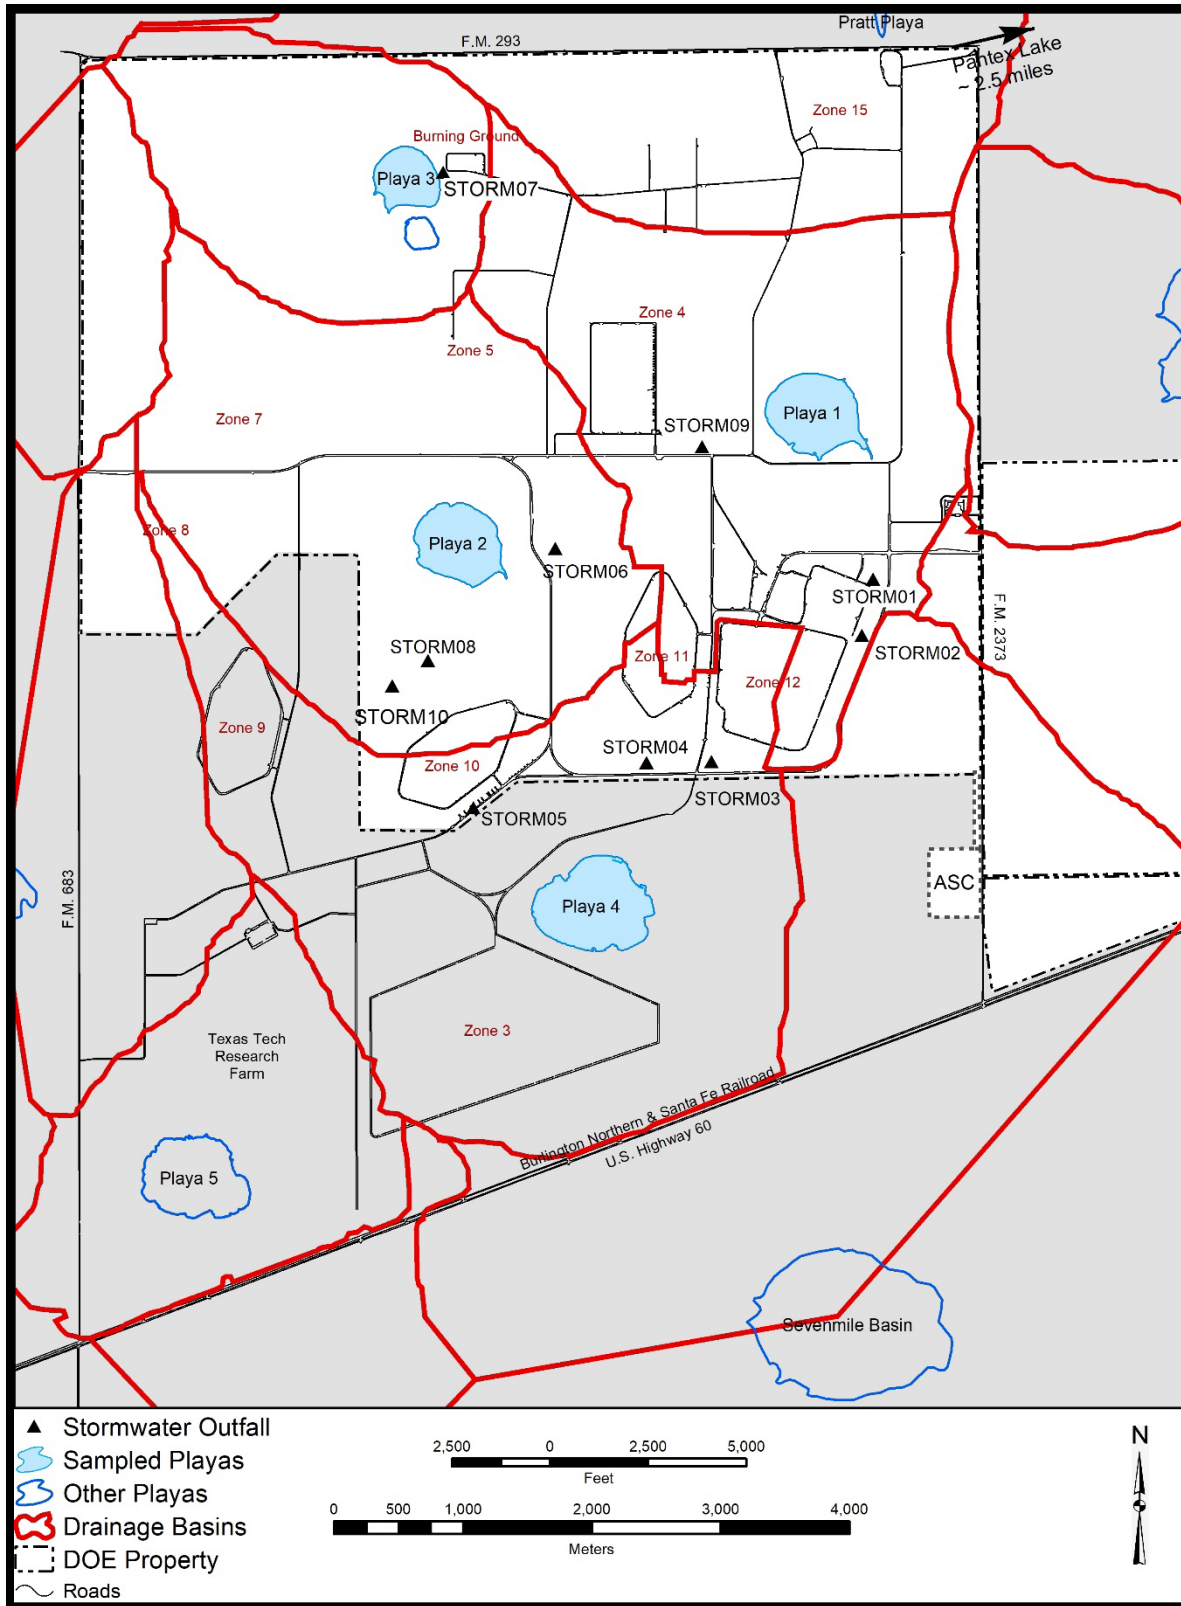 Pratt Playa
F.M. 293
Pantex Lake
~ 2.5 miles
Zone 15
Burning Ground
Playa 3
STORM07
Zone 4
Zone 5
Zone 7
Playa 1
STORM09
Zone 8
Playa 2
STORM06
STORM01
F.M. 2373
STORM08
Zone 11
STORM02
Zone 12
STORM10
Zone 9
STORM04
Zone 10
STORM03
STORM05
F.M. 683
ASC
Playa 4
Zone 3
Texas Tech
Research
Farm
Burlington Northern & Santa Fe Railroad
U.S. Highway 60
Playa 5
Sevenmile Basin
Stormwater Outfall
Sampled Playas
Other Playas
Drainage Basins
DOE Property
Roads
2,500 0 2,500 5,000
Feet
0 500 1,000 2,000 3,000 4,000
Meters
N